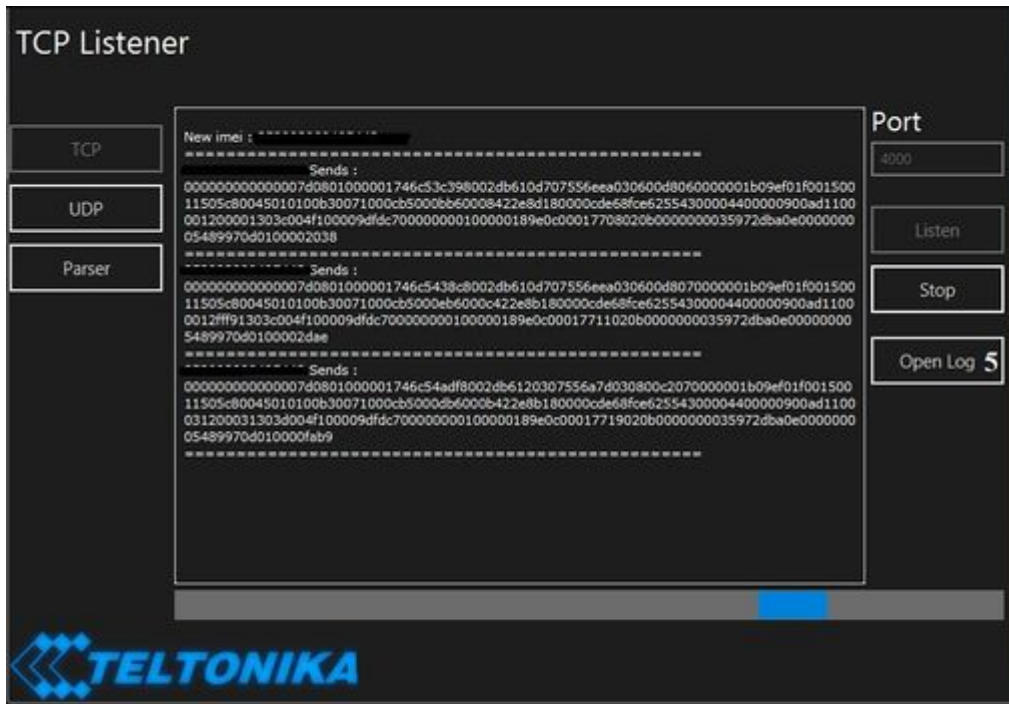 TCP Listener
TCP
UDP
Parser
New imei :
==================================================
Sends :
000000000000007d0801000001746c53c398002db610d707556eea030600d8060000001b09ef01f001500
11505c80045010100b30071000cb5000bb60008422e8d180000cde68fce62554300004400000900ad1100
001200001303c004f100009dfdc700000000100000189e0c00017708020b0000000035972dba0e0000000
05489970d0100002038
==================================================
Sends :
000000000000007d0801000001746c5438c8002db610d707556eea030600d8070000001b09ef01f001500
11505c80045010100b30071000cb5000eb6000c422e8b180000cde68fce62554300004400000900ad1100
0012fff91303c004f100009dfdc700000000100000189e0c00017711020b0000000035972dba0e00000000
5489970d0100002dae
==================================================
Sends :
000000000000007d0801000001746c54adf8002db6120307556a7d030800c2070000001b09ef01f001500
11505c80045010100b30071000cb5000db6000b422e8b180000cde68fce62554300004400000900ad1100
031200031303d004f100009dfdc700000000100000189e0c00017719020b0000000035972dba0e0000000
05489970d010000fab9
==================================================
Port
4000
Listen
Stop
Open Log 5
TELTONIKA